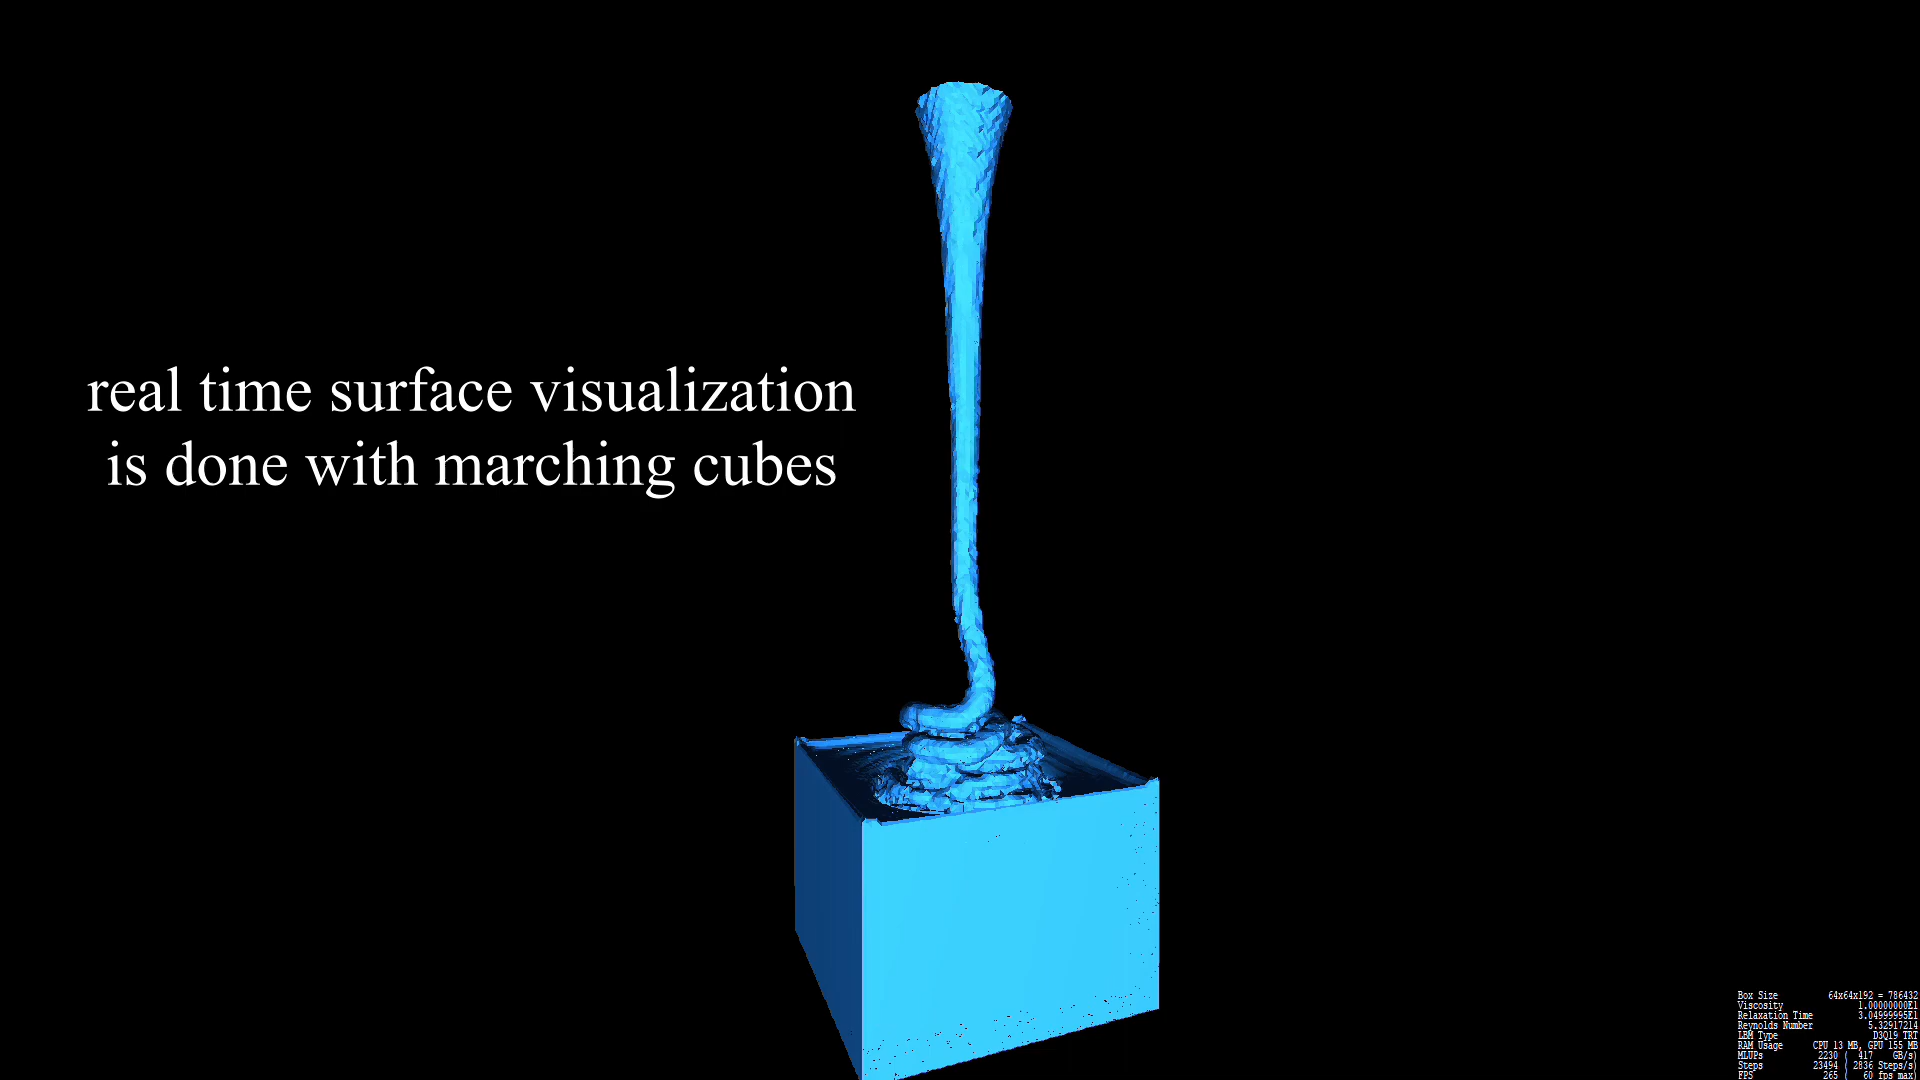 real time surface visualization
is done with marching cubes
Box Size 64x64x192 = 786432
Viscosity 1.00000000E1
Relaxation Time 3.04999995E1
Reynolds Number 5.32917214
LBM Type D3Q19 TRT
RAM Usage CPU 13 MB, GPU 155 MB
MLUPs 2230 ( 417 GB/s)
Steps 23494 ( 2836 Steps/s)
FPS 265 ( 60 fps max)